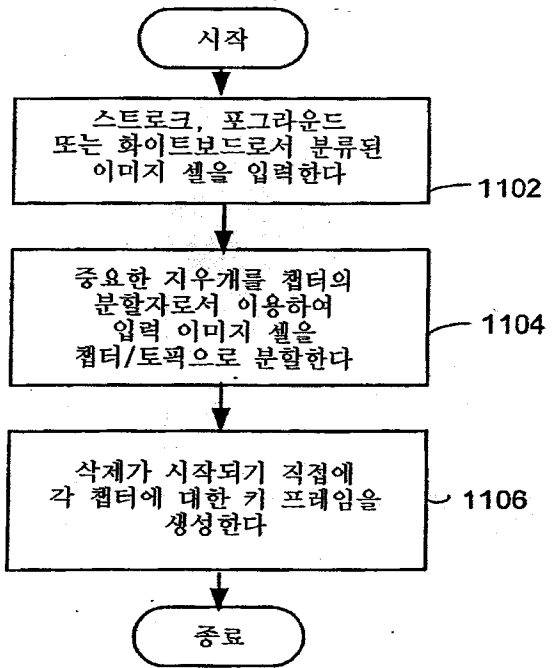 시작
스트로크, 포그라운드
또는 화이트보드로서 분류된
이미지 셀을 입력한다
1102
중요한 지우개를 챕터의
분할자로서 이용하여
입력 이미지 셀을
챕터/토픽으로 분할한다
1104
삭제가 시작되기 직접에
각 챕터에 대한 키 프레임을
생성한다
1106
종료